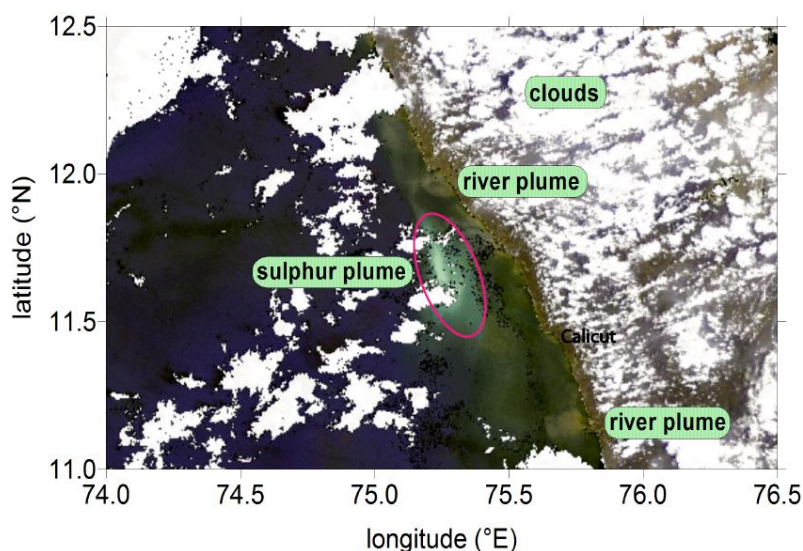 12.5
clouds
12.0
river plume
latitude (°N)
sulphur plume
11.5
Calicut
river plume
11.0
74.0 74.5 75.0 75.5 76.0 76.5
longitude (°E)